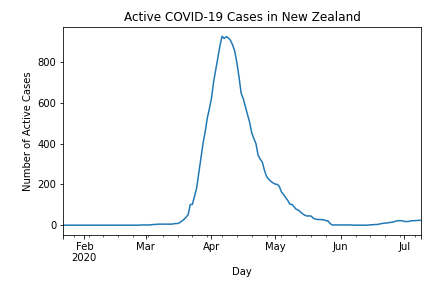 Active COVID-19 Cases in New Zealand
Number of Active Cases
800
600
400
200
0
Feb Mar Apr May Jun Jul
2020
Day